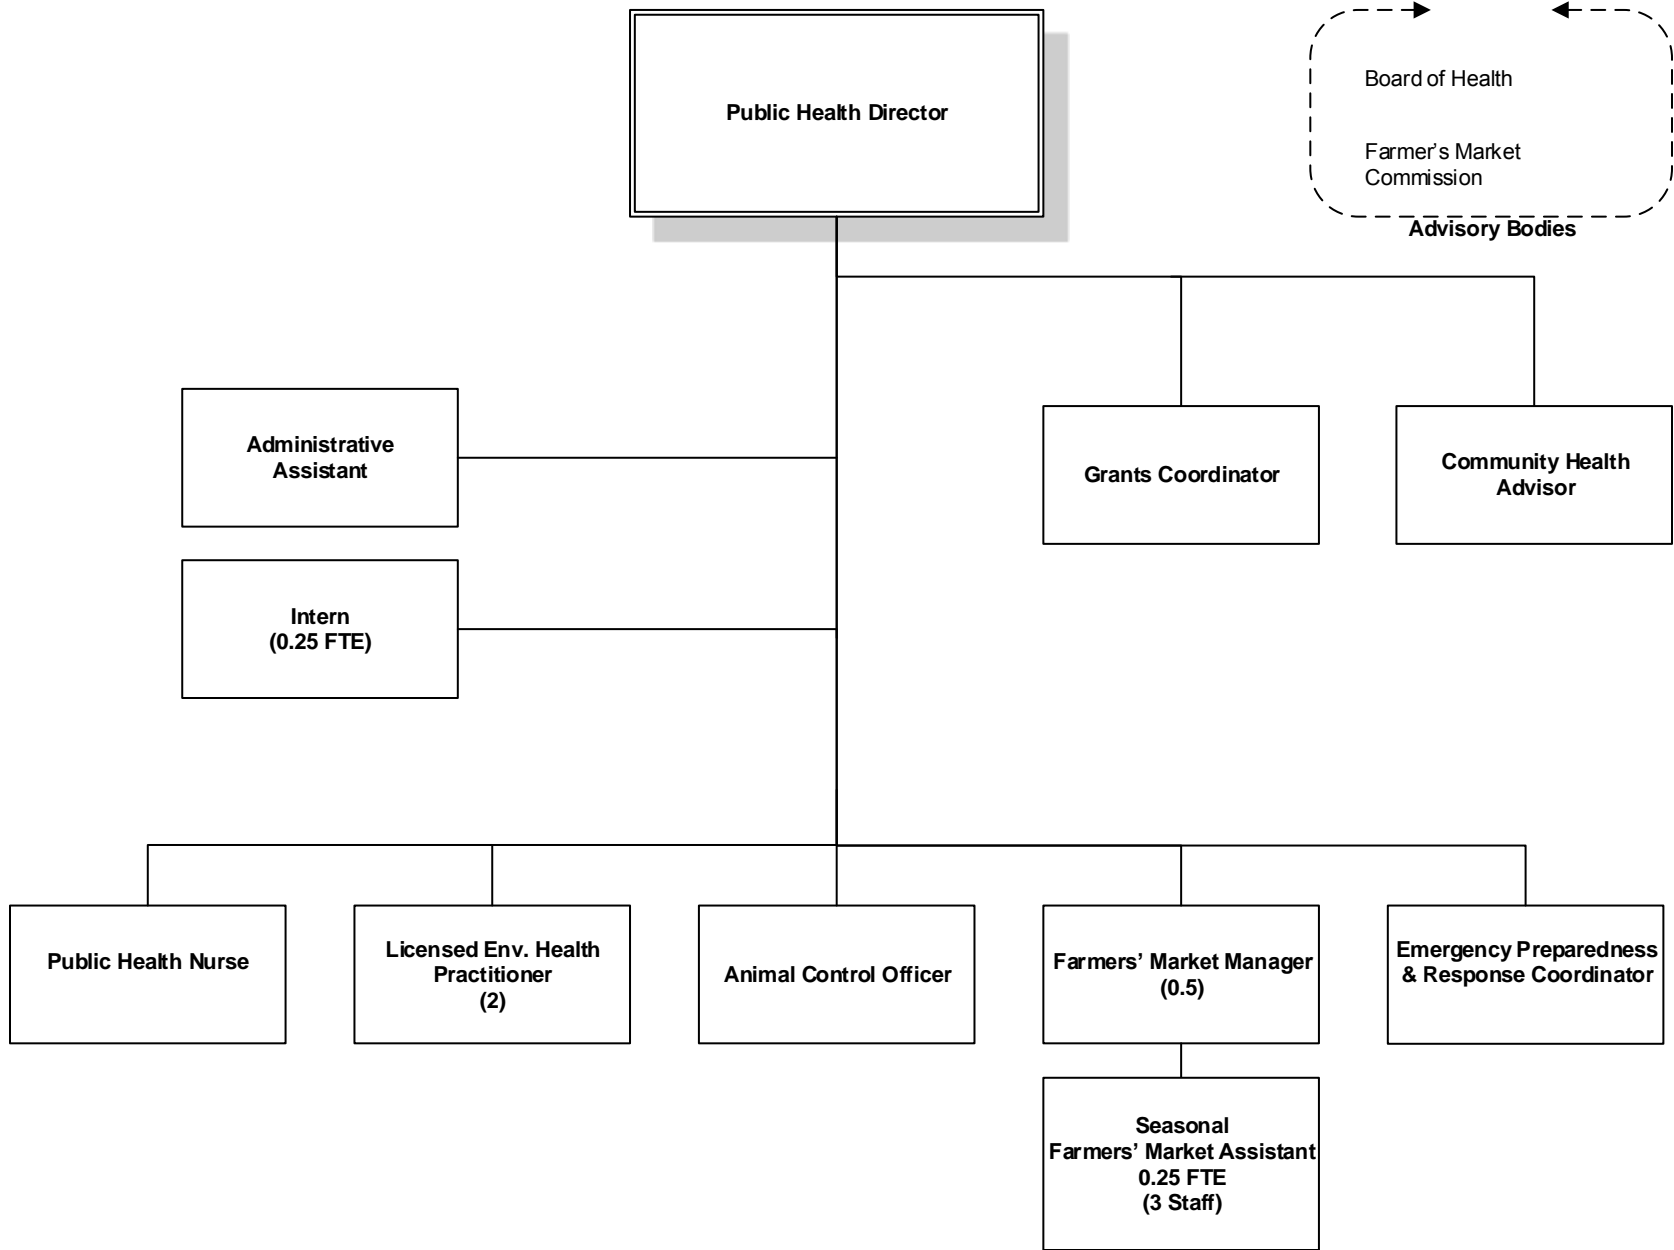 Public Health Director
Board of Health
Farmer's Market
Commission
Advisory Bodies
Administrative
Assistant
Grants Coordinator
Community Health
Advisor
Intern
(0.25 FTE)
Public Health Nurse
Licensed Env. Health
Practitioner
(2)
Animal Control Officer
Farmers' Market Manager
(0.5)
Emergency Preparedness
& Response Coordinator
Seasonal
Farmers' Market Assistant
0.25 FTE
(3 Staff)